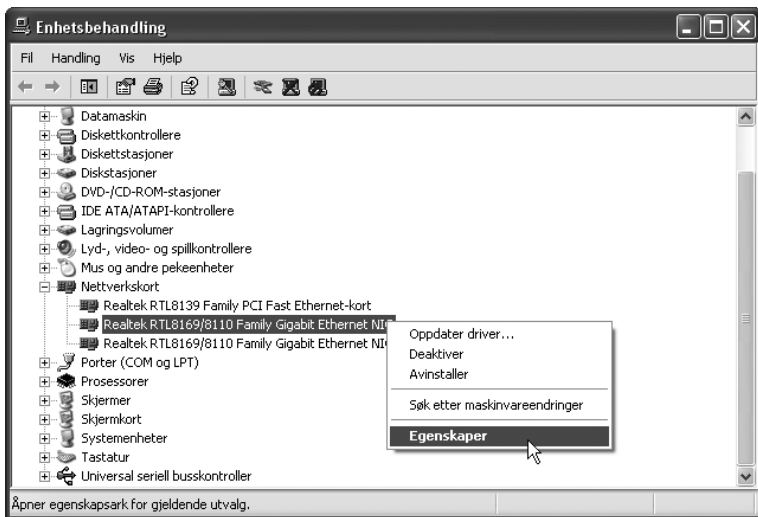 Enhetsbehandling
Fil Handling Vis Hjelp
Datamaskin
Diskettkontrollere
Diskettstasjoner
Diskstasjoner
DVD-/CD-ROM-stasjoner
IDE ATA/ATAPI-kontrollere
Lagringsvolumer
Lyd-, video- og spillkontrollere
Mus og andre pekeenheter
Nettverkskort
Realtek RTL8139 Family PCI Fast Ethernet-kort
Realtek RTL8169/8110 Family Gigabit Ethernet NI
Realtek RTL8169/8110 Family Gigabit Ethernet NI
Porter (COM og LPT)
Prosessorer
Skjermer
Skjermkort
Systemenheter
Tastatur
Universal seriell busskontroller
Oppdater driver...
Deaktiver
Avinstaller
Søk etter maskinvareendringer
Egenskaper
Åpner egenskapsark for gjeldende utvalg.